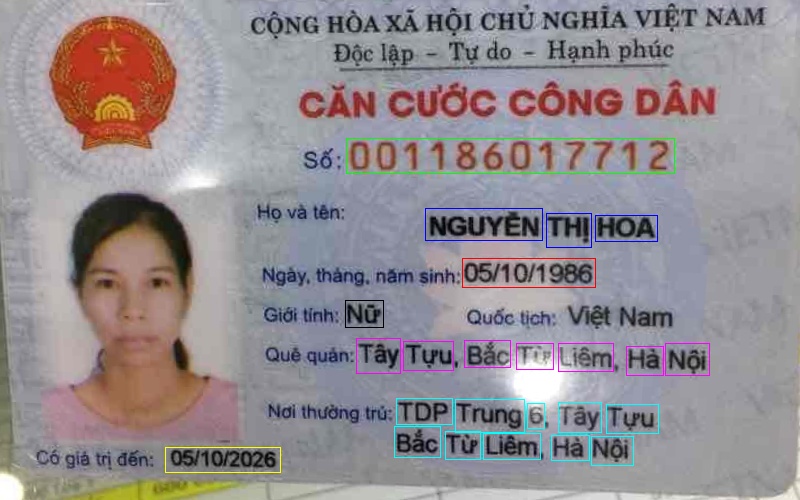 CỘNG HÒA XÃ HỘI CHỦ NGHĨA VIỆT NAM
Độc lập – Tự do – Hạnh phúc
CĂN CƯỚC CÔNG DÂN
Số: 001186017712
Họ và tên: NGUYỄN THỊ HOA
Ngày, tháng, năm sinh: 05/10/1986
Giới tính: Nữ Quốc tịch: Việt Nam
Quê quán: Tây Tựu, Bắc Từ Liêm, Hà Nội
Nơi thường trú: TDP Trung 6, Tây Tựu
Bắc Từ Liêm, Hà Nội
Có giá trị đến: 05/10/2026